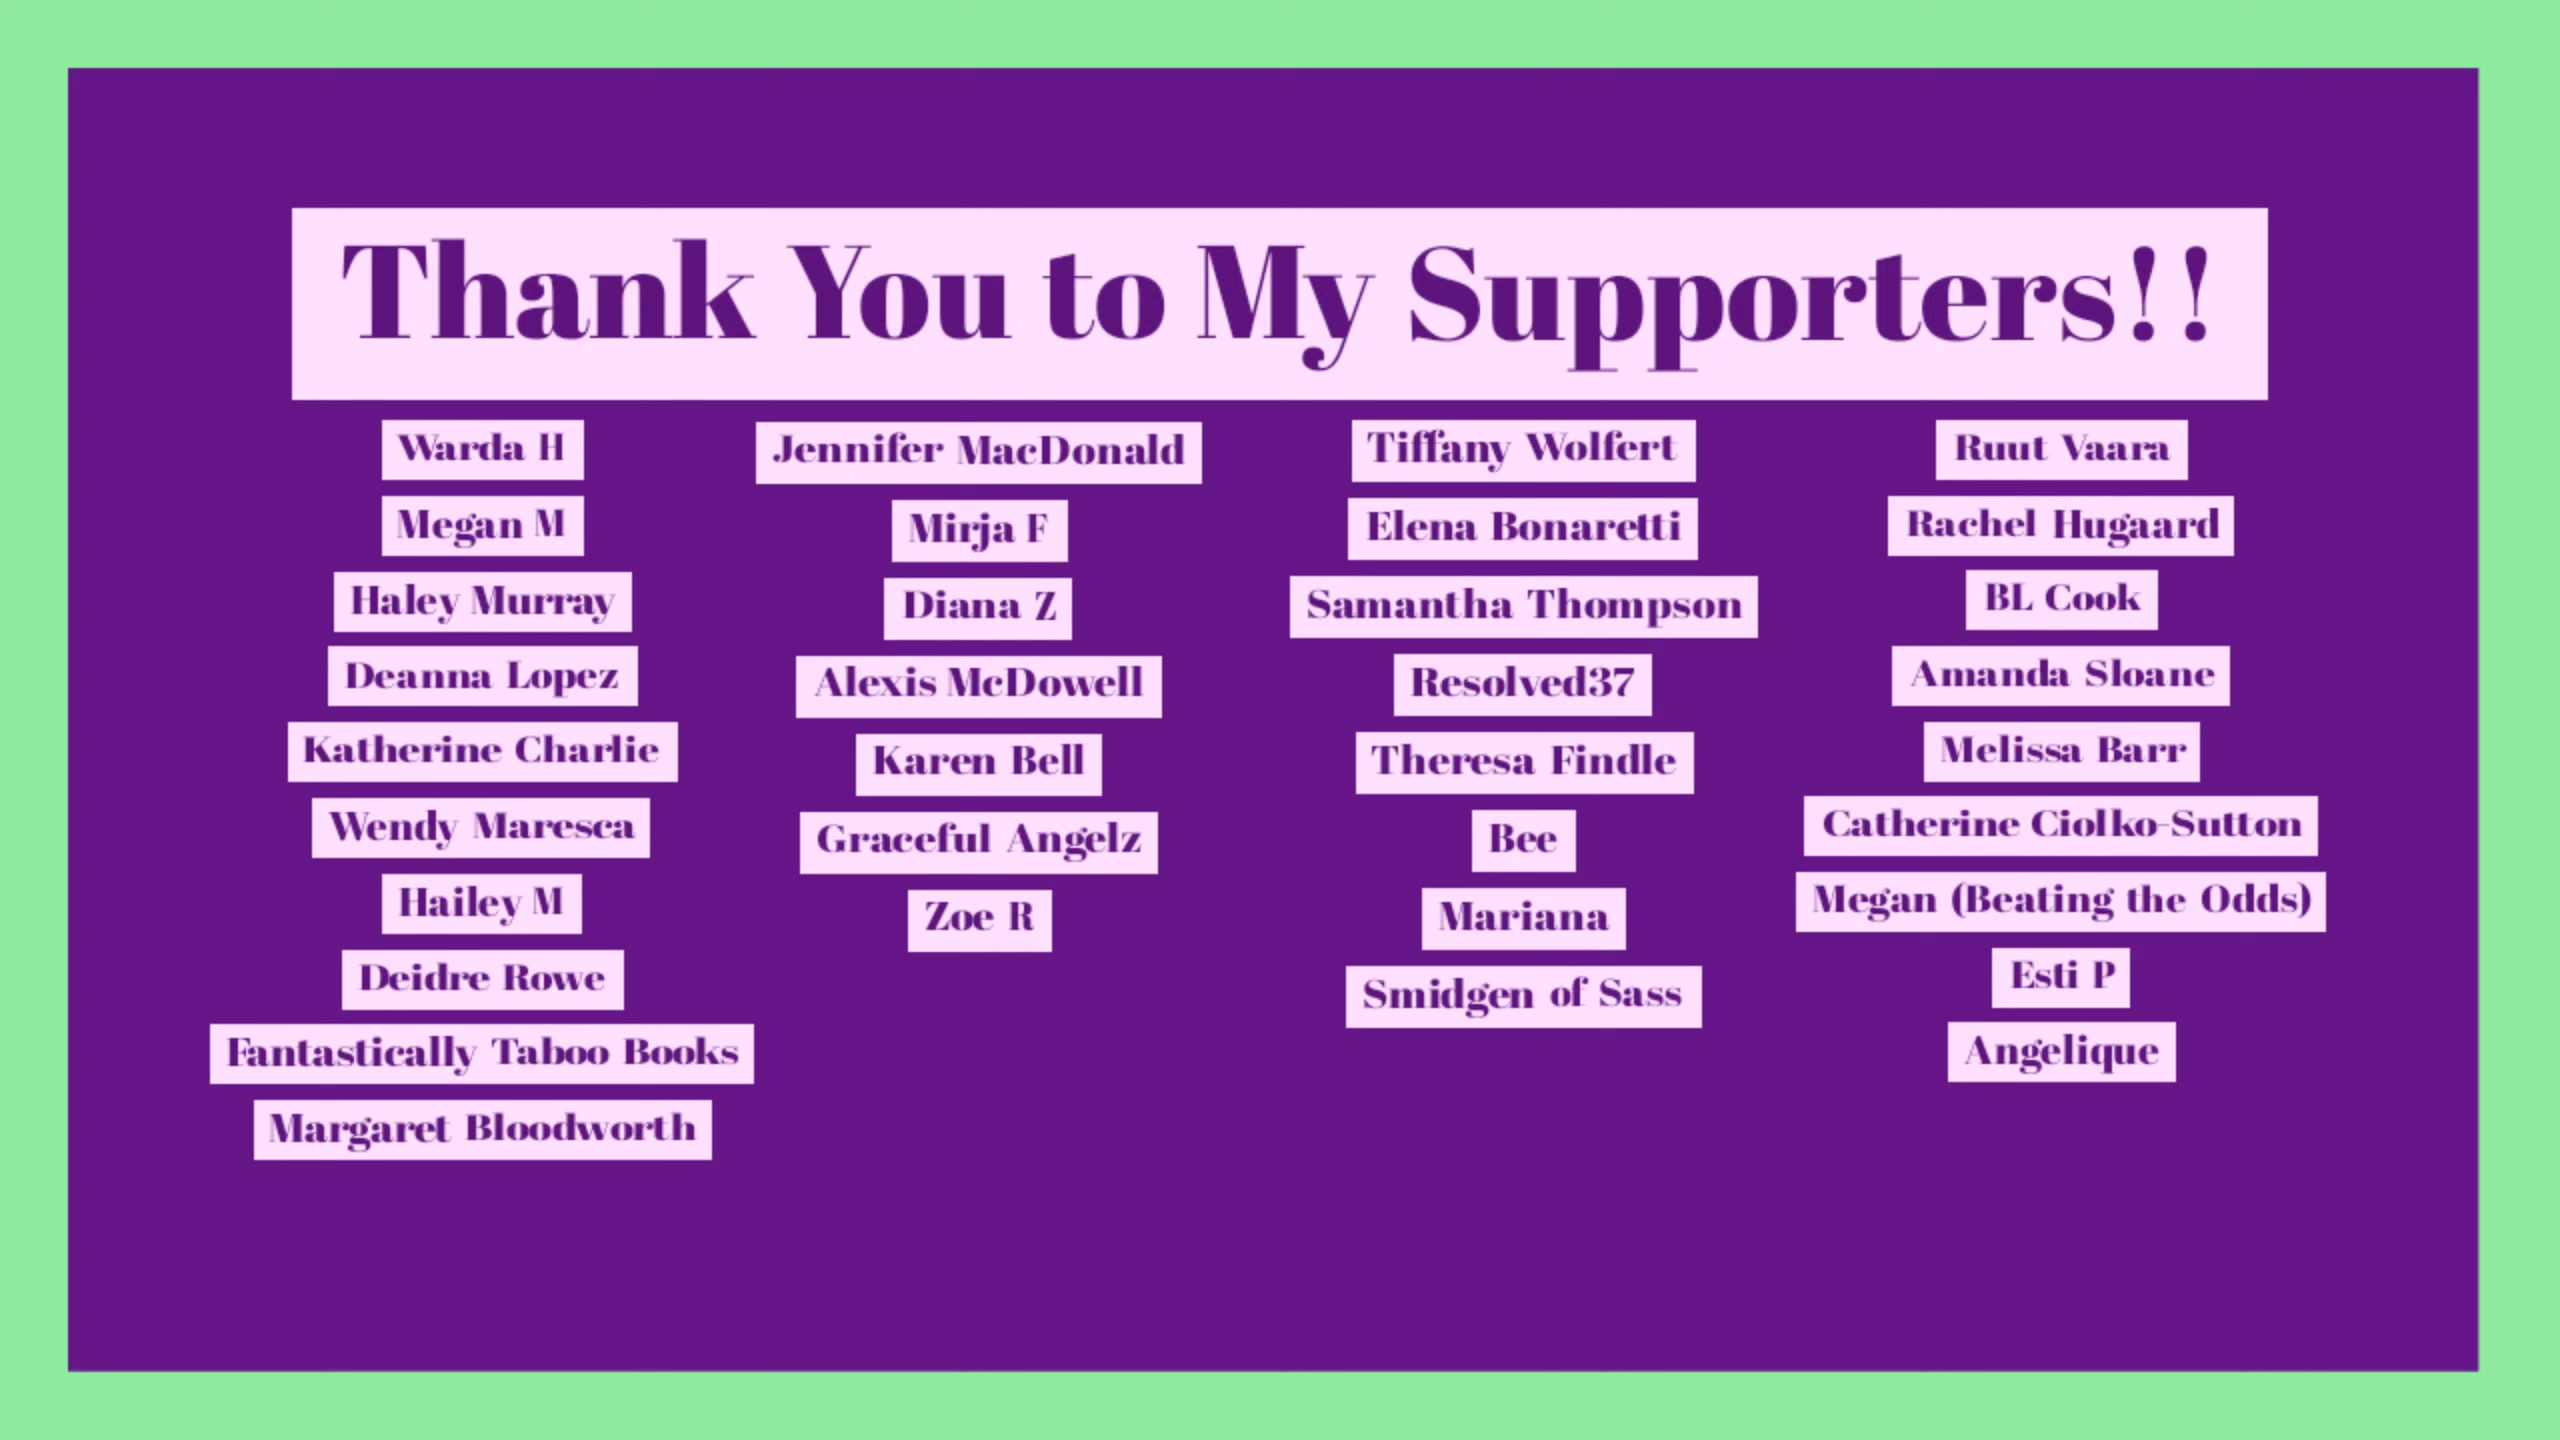 Thank You to My Supporters!!
Warda H
Megan M
Haley Murray
Deanna Lopez
Katherine Charlie
Wendy Maresca
Hailey M
Deidre Rowe
Fantastically Taboo Books
Margaret Bloodworth
Jennifer MacDonald
Mirja F
Diana Z
Alexis McDowell
Karen Bell
Graceful Angelz
Zoe R
Tiffany Wolfert
Elena Bonaretti
Samantha Thompson
Resolved37
Theresa Findle
Bee
Mariana
Smidgen of Sass
Ruut Vaara
Rachel Hugaard
BL Cook
Amanda Sloane
Melissa Barr
Catherine Ciolko-Sutton
Megan (Beating the Odds)
Esti P
Angelique